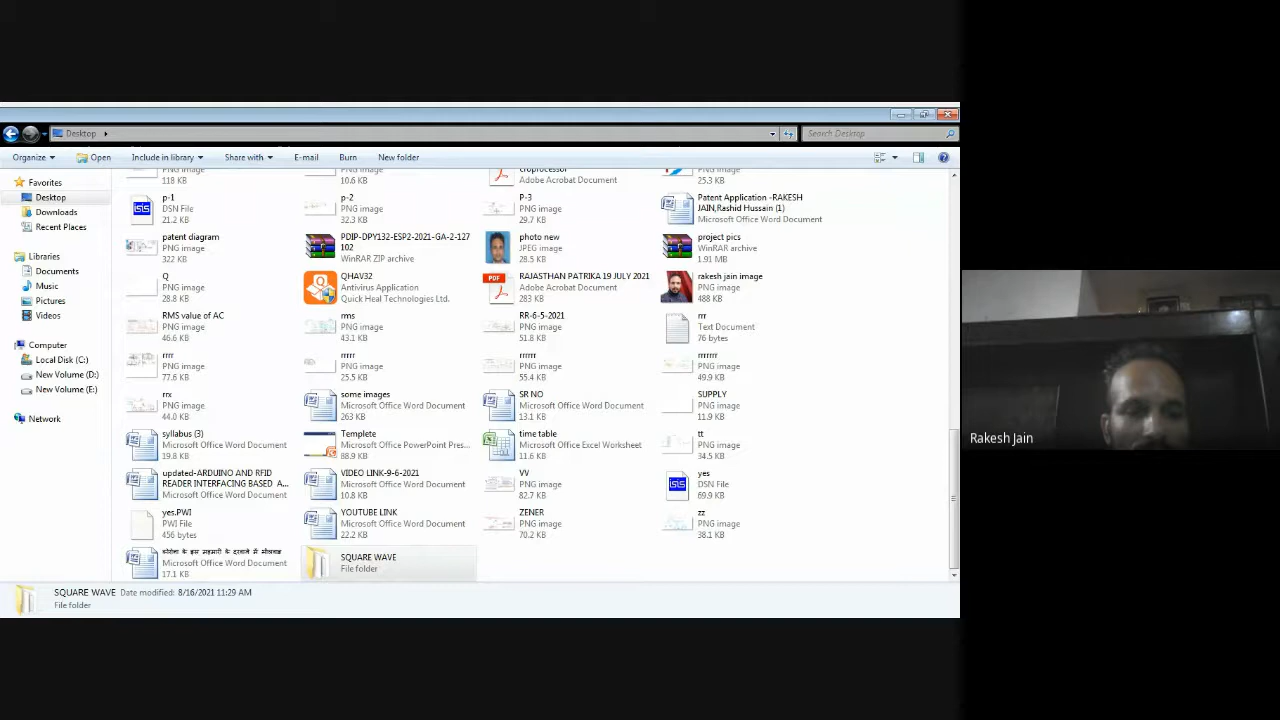 Desktop
Search Desktop
Organize Open Include in library Share with E-mail Burn New folder
Favorites
Desktop
Downloads
Recent Places
Libraries
Documents
Music
Pictures
Videos
Computer
Local Disk (C:)
New Volume (D:)
New Volume (E:)
Network
PNG image
118 KB
PNG image
10.6 KB
croprocessor
Adobe Acrobat Document
PNG image
25.3 KB
p-1
DSN File
21.2 KB
p-2
PNG image
32.3 KB
P-3
PNG image
29.7 KB
Patent Application -RAKESH
JAIN,Rashid Hussain (1)
Microsoft Office Word Document
patent diagram
PNG image
322 KB
PDIP-DPY132-ESP2-2021-GA-2-127
102
WinRAR ZIP archive
photo new
JPEG image
28.5 KB
project pics
WinRAR archive
1.91 MB
Q
PNG image
28.8 KB
QHAV32
Antivirus Application
Quick Heal Technologies Ltd.
PDF
RAJASTHAN PATRIKA 19 JULY 2021
Adobe Acrobat Document
283 KB
rakesh jain image
PNG image
488 KB
RMS value of AC
PNG image
46.6 KB
rms
PNG image
43.1 KB
RR-6-5-2021
PNG image
51.8 KB
rrr
Text Document
76 bytes
rrrr
PNG image
77.6 KB
rrrrr
PNG image
25.5 KB
rrrrrr
PNG image
55.4 KB
rrrrrrr
PNG image
49.9 KB
rrx
PNG image
44.0 KB
some images
Microsoft Office Word Document
263 KB
SR NO
Microsoft Office Word Document
13.1 KB
SUPPLY
PNG image
11.9 KB
syllabus (3)
Microsoft Office Word Document
19.8 KB
Templete
Microsoft Office PowerPoint Pres...
88.9 KB
time table
Microsoft Office Excel Worksheet
11.6 KB
tt
PNG image
34.5 KB
updated-ARDUINO AND RFID
READER INTERFACING BASED A...
Microsoft Office Word Document
VIDEO LINK-9-6-2021
Microsoft Office Word Document
10.8 KB
VV
PNG image
82.7 KB
yes
DSN File
69.9 KB
yes.PWI
PWI File
456 bytes
YOUTUBE LINK
Microsoft Office Word Document
22.2 KB
ZENER
PNG image
70.2 KB
zz
PNG image
38.1 KB
कोरोना के इस महामारी के
Microsoft Office Word Document
17.1 KB
SQUARE WAVE
File folder
SQUARE WAVE Date modified: 8/16/2021 11:29 AM
File folder
Rakesh Jain